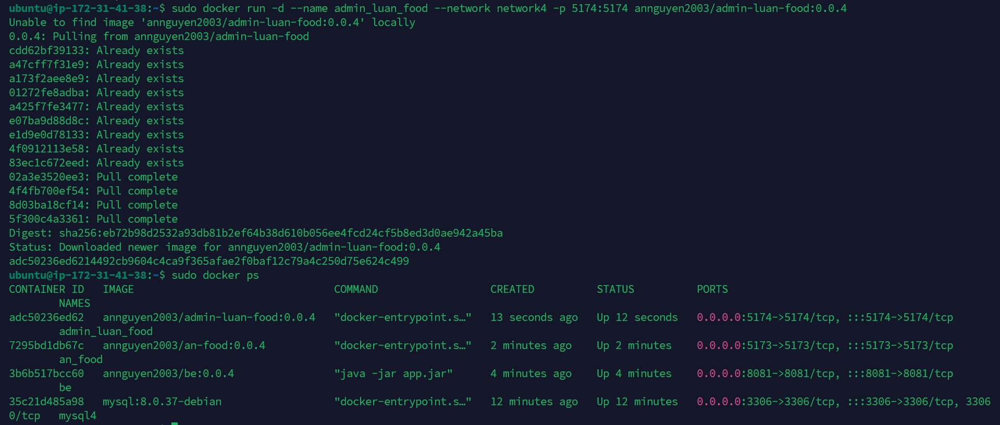 ubuntu@ip-172-31-41-38:~$ sudo docker run -d --name admin_luan_food --network network4 -p 5174:5174 annguyen2003/admin-luan-food:0.0.4
Unable to find image 'annguyen2003/admin-luan-food:0.0.4' locally
0.0.4: Pulling from annguyen2003/admin-luan-food
cdd62bf39133: Already exists
a47cff7f31e9: Already exists
a173f2aee8e9: Already exists
01272fe8adba: Already exists
a425f7fe3477: Already exists
e07ba9d88d8c: Already exists
e1d9e0d78133: Already exists
4f0912113e58: Already exists
83ec1c672eed: Already exists
02a3e3520ee3: Pull complete
4f4fb700ef54: Pull complete
8d03ba18cf14: Pull complete
5f300c4a3361: Pull complete
Digest: sha256:eb72b98d2532a93db81b2ef64b38d610b056ee4fcd24cf5b8ed3d0ae942a45ba
Status: Downloaded newer image for annguyen2003/admin-luan-food:0.0.4
adc50236ed6214492cb9604c4ca9f365afae2f0baf12c79a4c250d75e624c499
ubuntu@ip-172-31-41-38:~$ sudo docker ps
CONTAINER ID   IMAGE                                COMMAND                  CREATED          STATUS          PORTS
        NAMES
adc50236ed62   annguyen2003/admin-luan-food:0.0.4   "docker-entrypoint.s…"   13 seconds ago   Up 12 seconds   0.0.0.0:5174->5174/tcp, :::5174->5174/tcp
        admin_luan_food
7295bd1db67c   annguyen2003/an-food:0.0.4           "docker-entrypoint.s…"   2 minutes ago    Up 2 minutes    0.0.0.0:5173->5173/tcp, :::5173->5173/tcp
        an_food
3b6b517bcc60   annguyen2003/be:0.0.4                "java -jar app.jar"      4 minutes ago    Up 4 minutes    0.0.0.0:8081->8081/tcp, :::8081->8081/tcp
        be
35c21d485a98   mysql:8.0.37-debian                  "docker-entrypoint.s…"   12 minutes ago   Up 12 minutes   0.0.0.0:3306->3306/tcp, :::3306->3306/tcp, 3306
0/tcp   mysql4